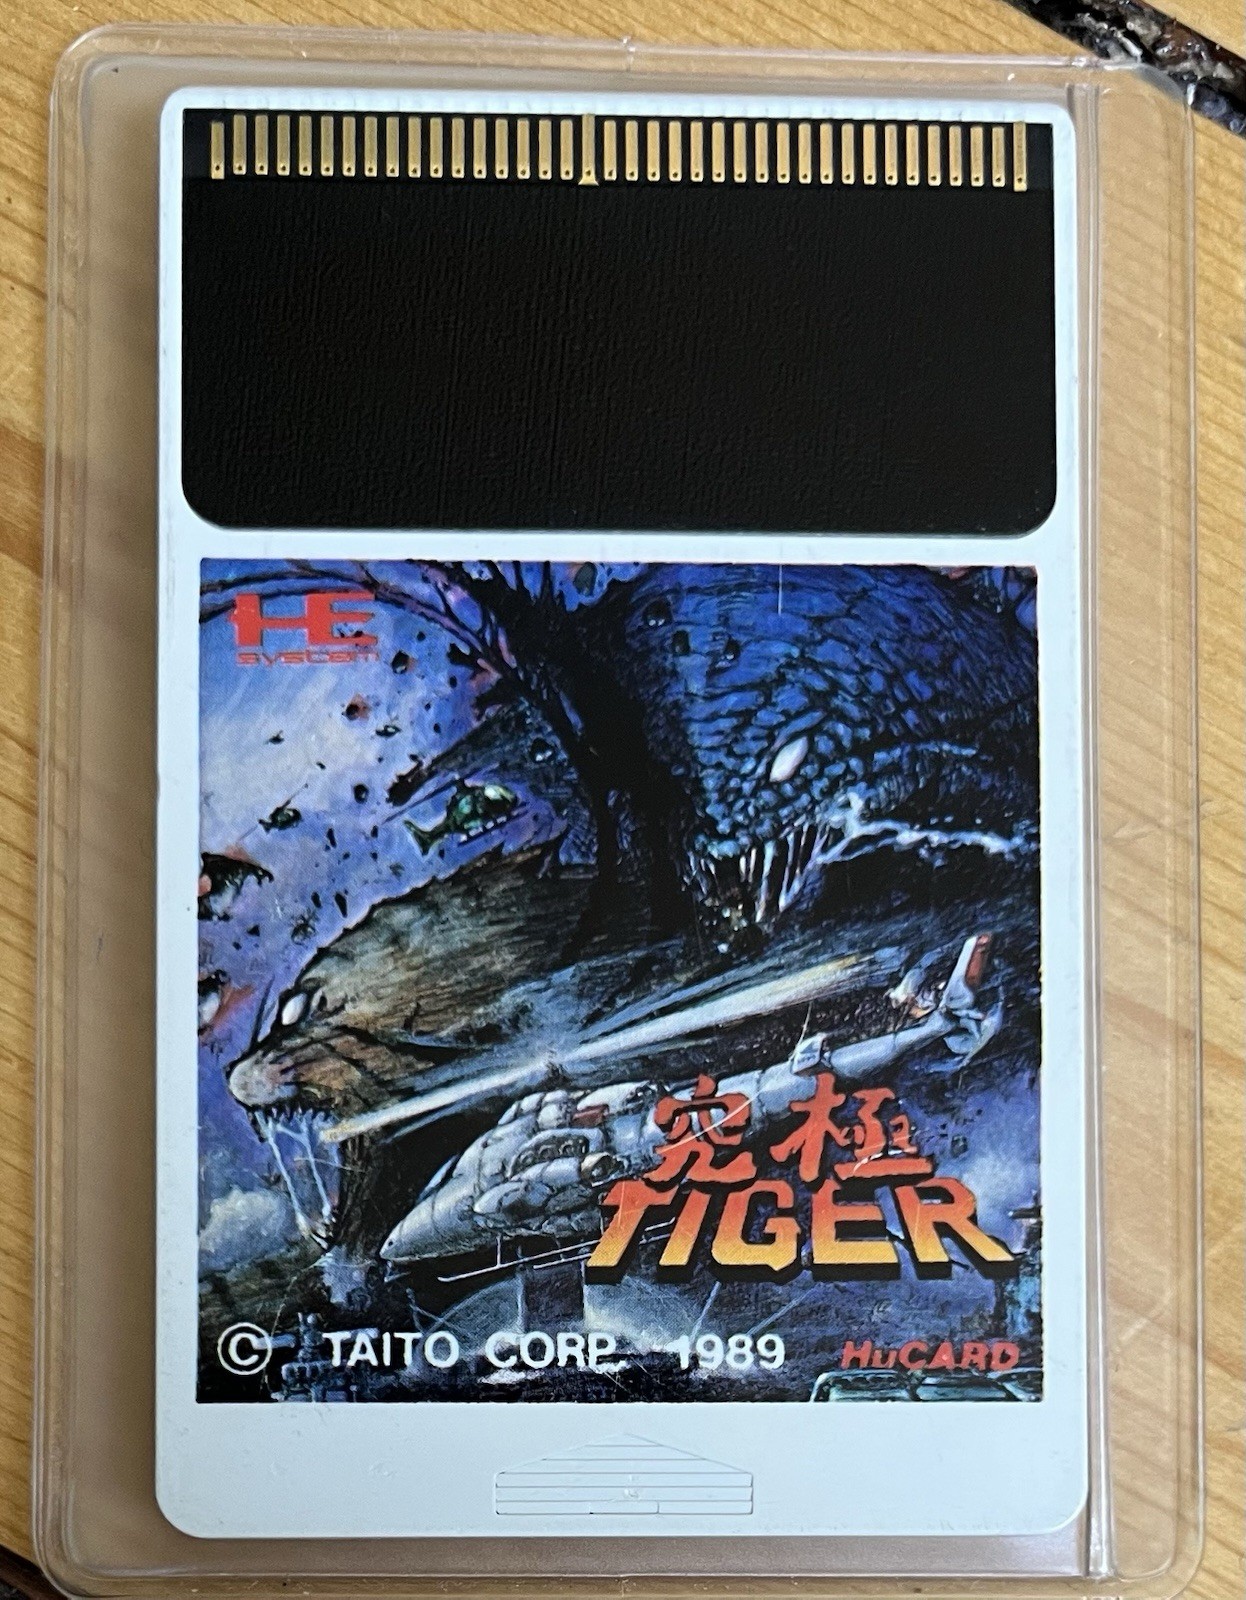 HE
system
究極
TIGER
© TAITO CORP. 1989
HuCARD